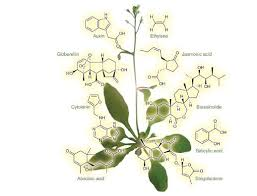 Auxin
Ethylene
Gibberellin
Jasmonic acid
Cytokinin
Brassinolide
Salicylic acid
Abscisic acid
Strigolactone